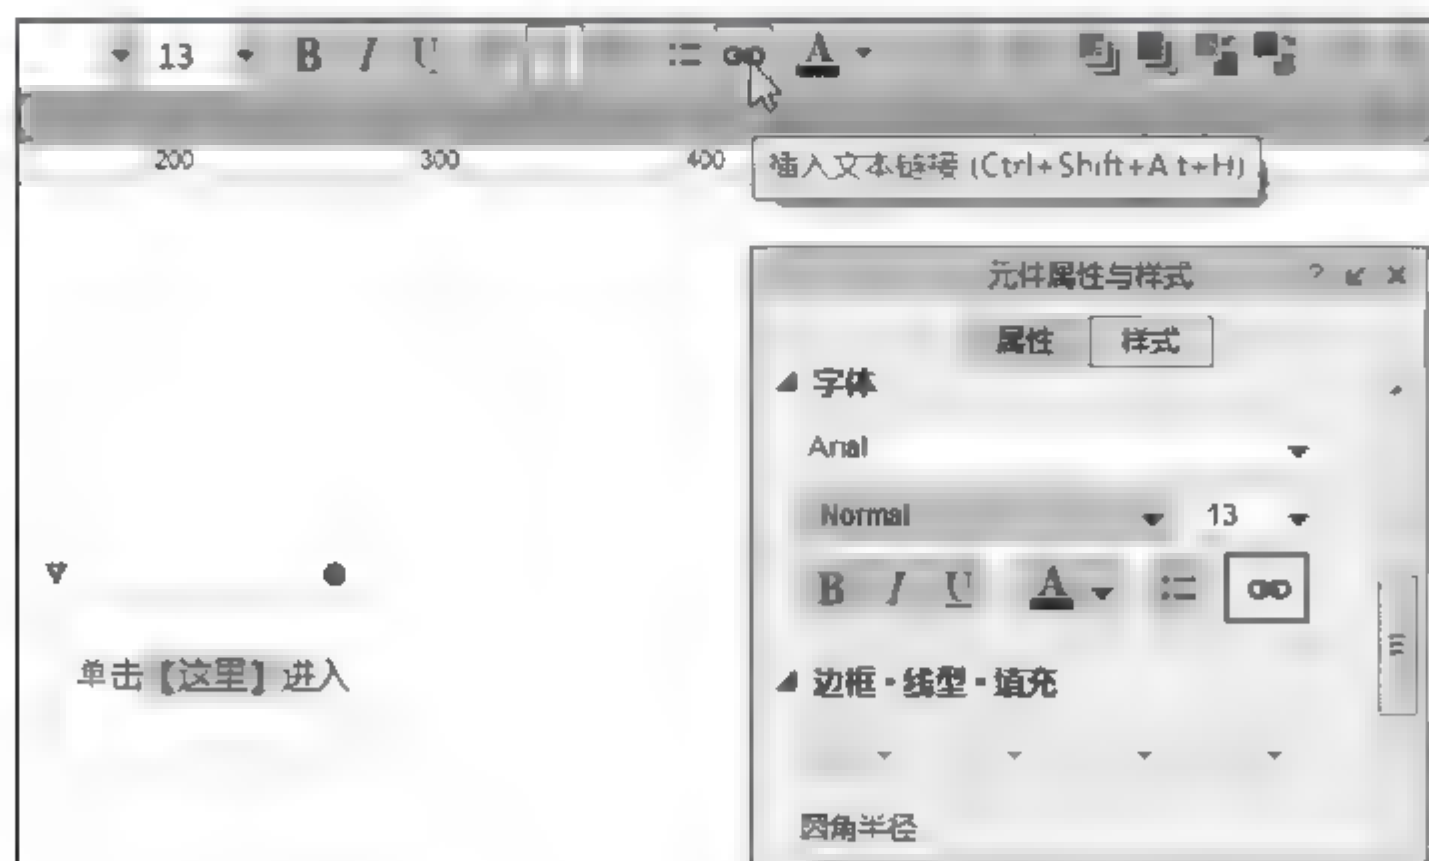 13 B I U A
200 300 400
插入文本链接 (Ctrl+Shift+Alt+H)
元件属性与样式 ?
属性 样式
字体
Arial
Normal 13
B I U A
单击【这里】进入
边框·线型·填充
圆角半径